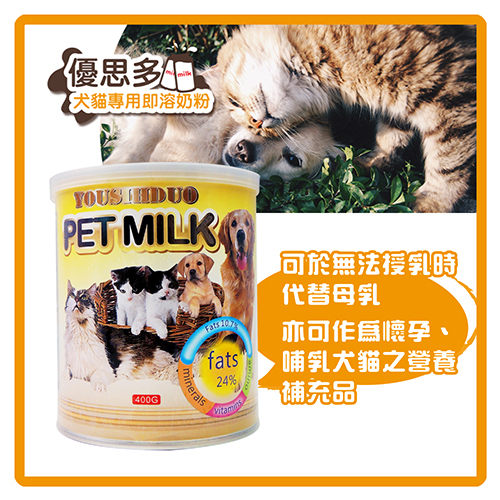 優思多
milk
犬貓專用即溶奶粉
YOUSIHDUO
PET MILK
fats
24%
minerals
vitamins
400G
可於無法授乳時
代替母乳
亦可作為懷孕、
哺乳犬貓之營養
補充品